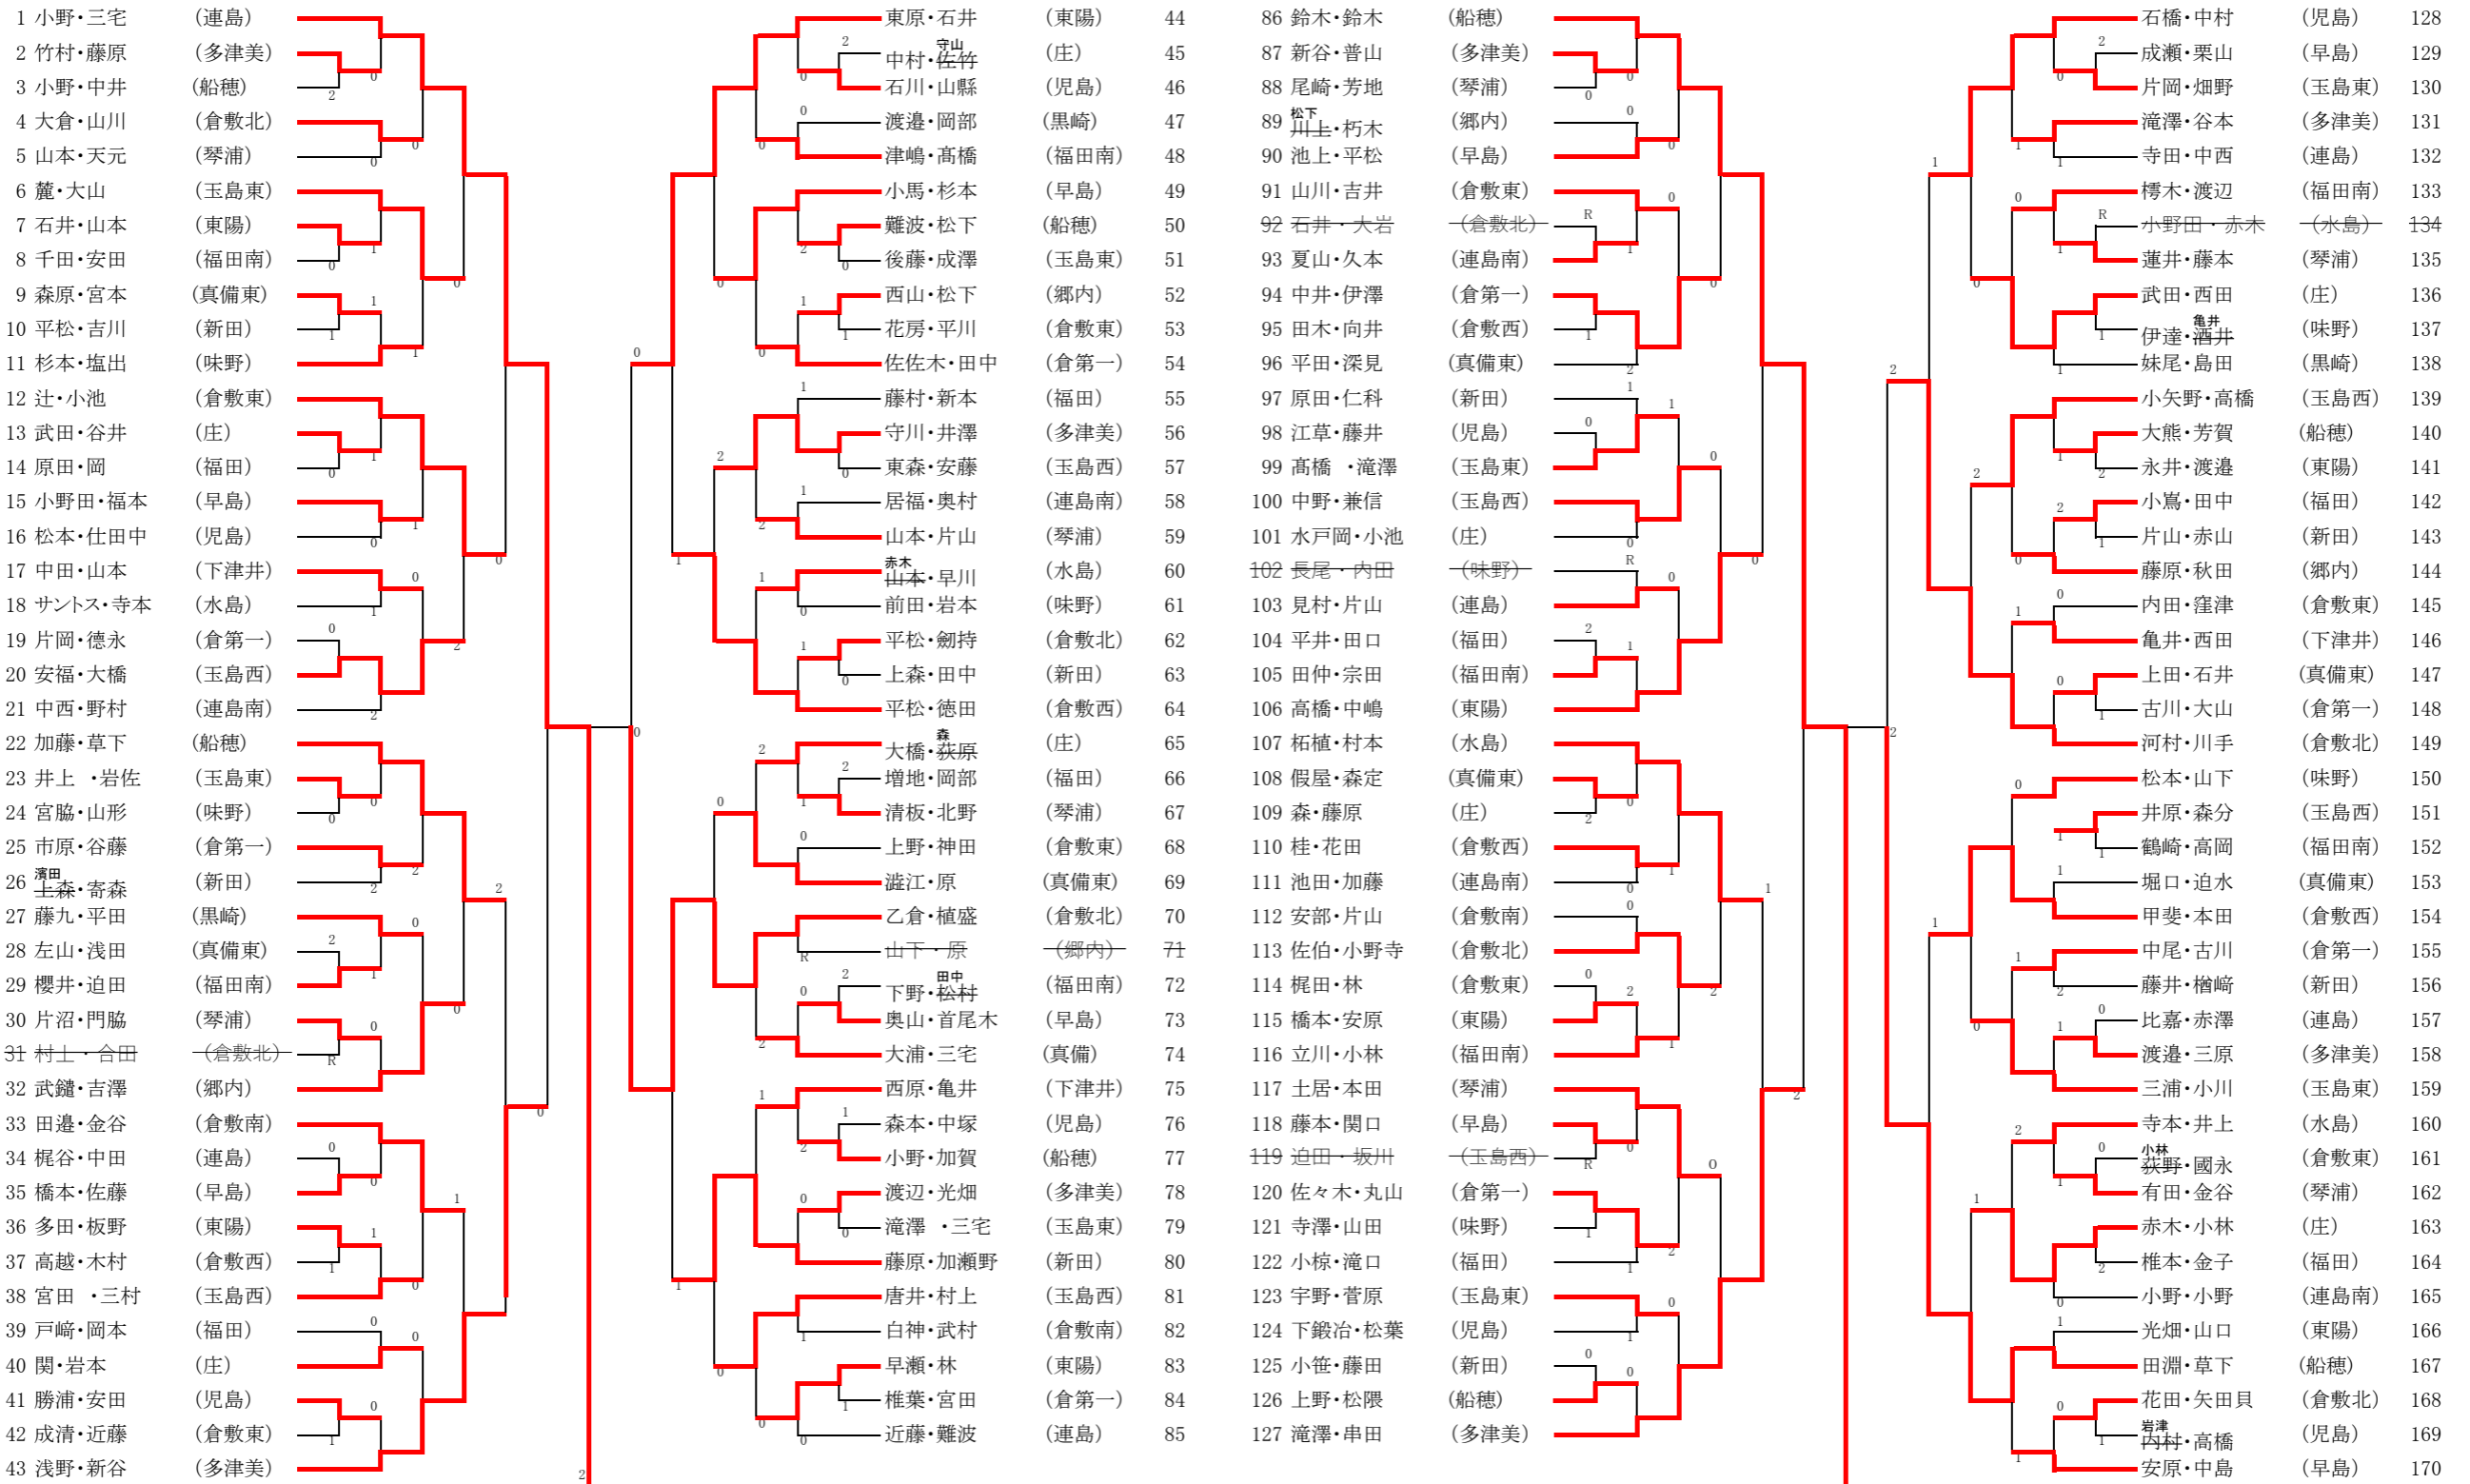 1 小野・三宅 (連島)
2 竹村・藤原 (多津美)
3 小野・中井 (船穂)
4 大倉・山川 (倉敷北)
5 山本・天元 (琴浦)
6 麓・大山 (玉島東)
7 石井・山本 (東陽)
8 千田・安田 (福田南)
9 森原・宮本 (真備東)
10 平松・吉川 (新田)
11 杉本・塩出 (味野)
12 辻・小池 (倉敷東)
13 武田・谷井 (庄)
14 原田・岡 (福田)
15 小野田・福本 (早島)
16 松本・仕田中 (児島)
17 中田・山本 (下津井)
18 サントス・寺本 (水島)
19 片岡・德永 (倉第一)
20 安福・大橋 (玉島西)
21 中西・野村 (連島南)
22 加藤・草下 (船穂)
23 井上 ・岩佐 (玉島東)
24 宮脇・山形 (味野)
25 市原・谷藤 (倉第一)
濱田
26 上森・寄森 (新田)
27 藤九・平田 (黒崎)
28 左山・浅田 (真備東)
29 櫻井・迫田 (福田南)
30 片沼・門脇 (琴浦)
31 村上・合田 (倉敷北)
32 武鑓・吉澤 (郷内)
33 田邉・金谷 (倉敷南)
34 梶谷・中田 (連島)
35 橋本・佐藤 (早島)
36 多田・板野 (東陽)
37 高越・木村 (倉敷西)
38 宮田 ・三村 (玉島西)
39 戸﨑・岡本 (福田)
40 関・岩本 (庄)
41 勝浦・安田 (児島)
42 成清・近藤 (倉敷東)
43 浅野・新谷 (多津美)
東原・石井 (東陽) 44
守山
中村・佐竹 (庄) 45
石川・山縣 (児島) 46
渡邉・岡部 (黒崎) 47
津嶋・髙橋 (福田南) 48
小馬・杉本 (早島) 49
難波・松下 (船穂) 50
後藤・成澤 (玉島東) 51
西山・松下 (郷内) 52
花房・平川 (倉敷東) 53
佐佐木・田中 (倉第一) 54
藤村・新本 (福田) 55
守川・井澤 (多津美) 56
東森・安藤 (玉島西) 57
居福・奥村 (連島南) 58
山本・片山 (琴浦) 59
赤木
山本・早川 (水島) 60
前田・岩本 (味野) 61
平松・劒持 (倉敷北) 62
上森・田中 (新田) 63
平松・徳田 (倉敷西) 64
森
大橋・荻原 (庄) 65
増地・岡部 (福田) 66
清板・北野 (琴浦) 67
上野・神田 (倉敷東) 68
澁江・原 (真備東) 69
乙倉・植盛 (倉敷北) 70
山下・原 (郷内) 71
田中
下野・松村 (福田南) 72
奥山・首尾木 (早島) 73
大浦・三宅 (真備) 74
西原・亀井 (下津井) 75
森本・中塚 (児島) 76
小野・加賀 (船穂) 77
渡辺・光畑 (多津美) 78
滝澤 ・三宅 (玉島東) 79
藤原・加瀬野 (新田) 80
唐井・村上 (玉島西) 81
白神・武村 (倉敷南) 82
早瀬・林 (東陽) 83
椎葉・宮田 (倉第一) 84
近藤・難波 (連島) 85
86 鈴木・鈴木 (船穂)
87 新谷・普山 (多津美)
88 尾崎・芳地 (琴浦)
松下
89 川上・朽木 (郷内)
90 池上・平松 (早島)
91 山川・吉井 (倉敷東)
92 石井・大岩 (倉敷北)
93 夏山・久本 (連島南)
94 中井・伊澤 (倉第一)
95 田木・向井 (倉敷西)
96 平田・深見 (真備東)
97 原田・仁科 (新田)
98 江草・藤井 (児島)
99 髙橋 ・滝澤 (玉島東)
100 中野・兼信 (玉島西)
101 水戸岡・小池 (庄)
102 長尾・内田 (味野)
103 見村・片山 (連島)
104 平井・田口 (福田)
105 田仲・宗田 (福田南)
106 高橋・中嶋 (東陽)
107 柘植・村本 (水島)
108 假屋・森定 (真備東)
109 森・藤原 (庄)
110 桂・花田 (倉敷西)
111 池田・加藤 (連島南)
112 安部・片山 (倉敷南)
113 佐伯・小野寺 (倉敷北)
114 梶田・林 (倉敷東)
115 橋本・安原 (東陽)
116 立川・小林 (福田南)
117 土居・本田 (琴浦)
118 藤本・関口 (早島)
119 迫田・坂川 (玉島西)
120 佐々木・丸山 (倉第一)
121 寺澤・山田 (味野)
122 小椋・滝口 (福田)
123 宇野・菅原 (玉島東)
124 下鍛冶・松葉 (児島)
125 小笹・藤田 (新田)
126 上野・松隈 (船穂)
127 滝澤・串田 (多津美)
石橋・中村 (児島) 128
成瀬・栗山 (早島) 129
片岡・畑野 (玉島東) 130
滝澤・谷本 (多津美) 131
寺田・中西 (連島) 132
樗木・渡辺 (福田南) 133
小野田・赤木 (水島) 134
蓮井・藤本 (琴浦) 135
武田・西田 (庄) 136
亀井
伊達・酒井 (味野) 137
妹尾・島田 (黒崎) 138
小矢野・高橋 (玉島西) 139
大熊・芳賀 (船穂) 140
永井・渡邉 (東陽) 141
小嶌・田中 (福田) 142
片山・赤山 (新田) 143
藤原・秋田 (郷内) 144
内田・窪津 (倉敷東) 145
亀井・西田 (下津井) 146
上田・石井 (真備東) 147
古川・大山 (倉第一) 148
河村・川手 (倉敷北) 149
松本・山下 (味野) 150
井原・森分 (玉島西) 151
鶴崎・高岡 (福田南) 152
堀口・迫水 (真備東) 153
甲斐・本田 (倉敷西) 154
中尾・古川 (倉第一) 155
藤井・楢﨑 (新田) 156
比嘉・赤澤 (連島) 157
渡邉・三原 (多津美) 158
三浦・小川 (玉島東) 159
寺本・井上 (水島) 160
小林
荻野・國永 (倉敷東) 161
有田・金谷 (琴浦) 162
赤木・小林 (庄) 163
椎本・金子 (福田) 164
小野・小野 (連島南) 165
光畑・山口 (東陽) 166
田淵・草下 (船穂) 167
花田・矢田貝 (倉敷北) 168
岩津
内村・高橋 (児島) 169
安原・中島 (早島) 170